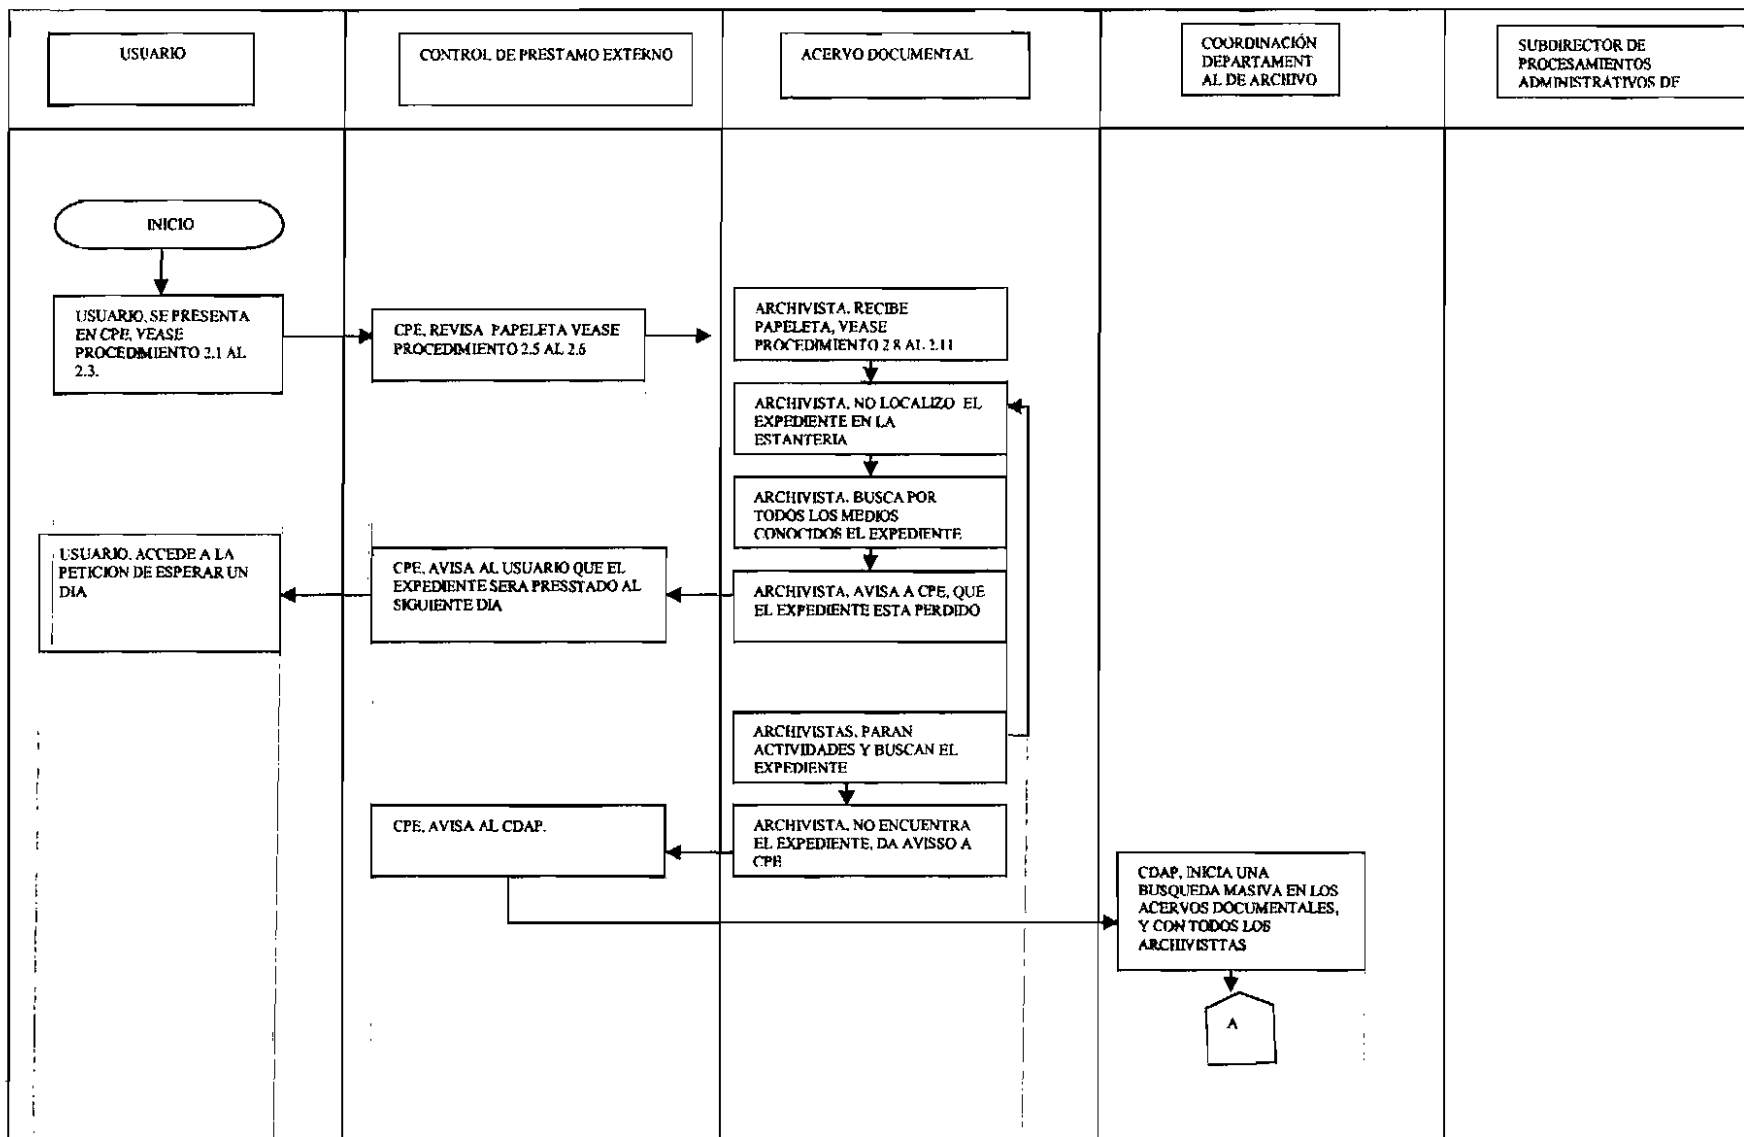 USUARIO
CONTROL DE PRESTAMO EXTERNO
ACERVO DOCUMENTAL
COORDINACIÓN
DEPARTAMENT
AL DE ARCHIVO
SUBDIRECTOR DE
PROCESAMIENTOS
ADMINISTRATIVOS DE
INICIO
USUARIO, SE PRESENTA
EN CPE, VEASE
PROCEDIMIENTO 2.1 AL
2.3.
CPE, REVISA PAPELETA VEASE
PROCEDIMIENTO 2.5 AL 2.6
ARCHIVISTA, RECIBE
PAPELETA, VEASE
PROCEDIMIENTO 2.8 AL 2.11
ARCHIVISTA, NO LOCALIZO EL
EXPEDIENTE EN LA
ESTANTERIA
ARCHIVISTA, BUSCA POR
TODOS LOS MEDIOS
CONOCIDOS EL EXPEDIENTE
USUARIO, ACCEDE A LA
PETICION DE ESPERAR UN
DIA
CPE, AVISA AL USUARIO QUE EL
EXPEDIENTE SERA PRESSTADO AL
SIGUIENTE DIA
ARCHIVISTA, AVISA A CPE, QUE
EL EXPEDIENTE ESTA PERDIDO
ARCHIVISTAS, PARAN
ACTIVIDADES Y BUSCAN EL
EXPEDIENTE
CPE, AVISA AL CDAP.
ARCHIVISTA, NO ENCUENTRA
EL EXPEDIENTE, DA AVISSO A
CPE
CDAP, INICIA UNA
BUSQUEDA MASIVA EN LOS
ACERVOS DOCUMENTALES,
Y CON TODOS LOS
ARCHIVISTTAS
A